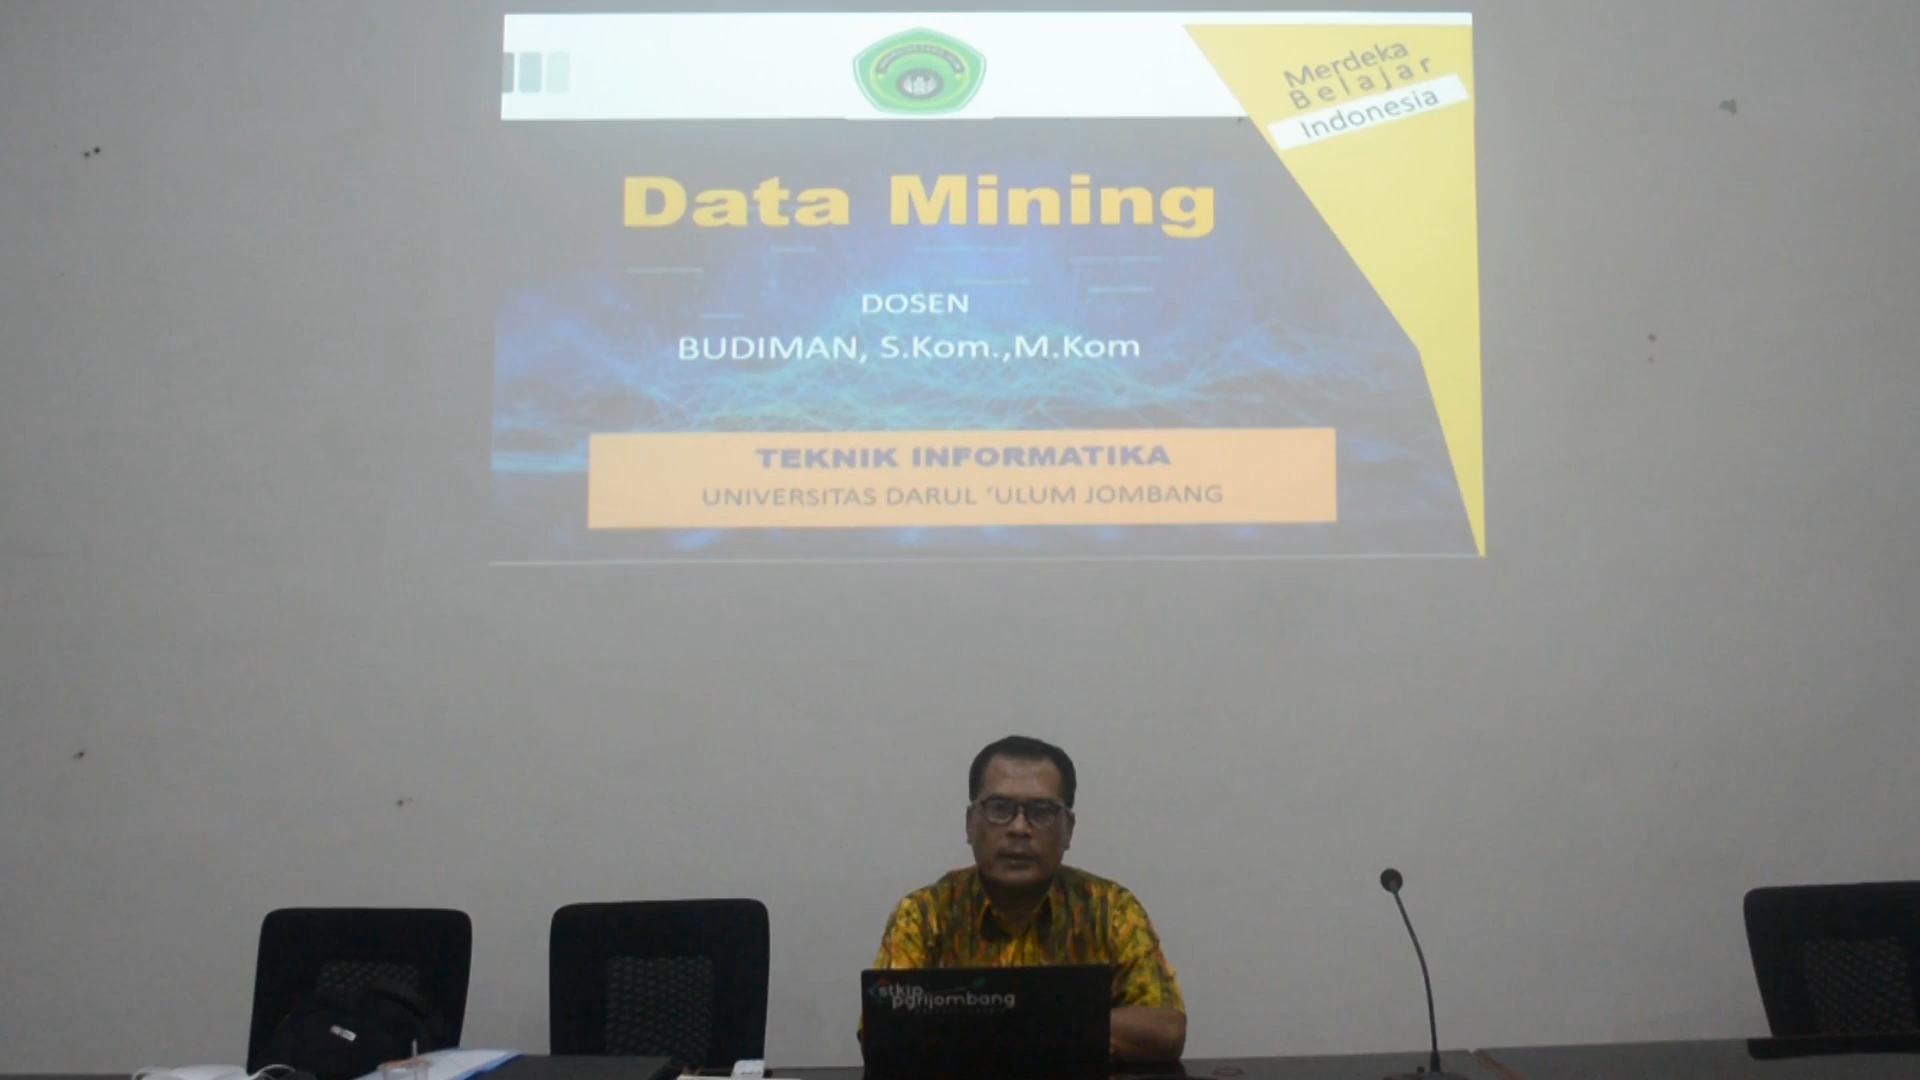 Merdeka
Belajar
Indonesia
Data Mining
DOSEN
BUDIMAN, S.Kom.,M.Kom
TEKNIK INFORMATIKA
UNIVERSITAS DARUL ‘ULUM JOMBANG
stkip
pgrijombang